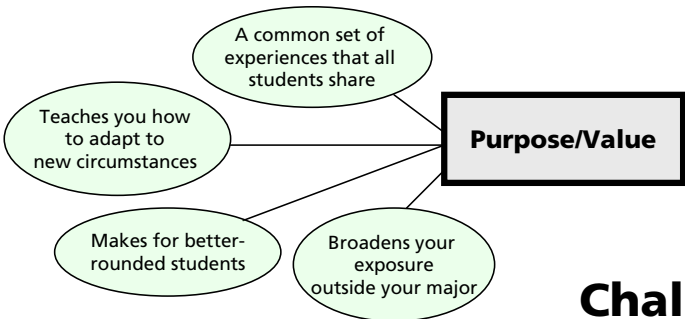 A common set of
experiences that all
students share
Teaches you how
to adapt to
new circumstances
Purpose/Value
Makes for better-
rounded students
Broadens your
exposure
outside your major
Chal